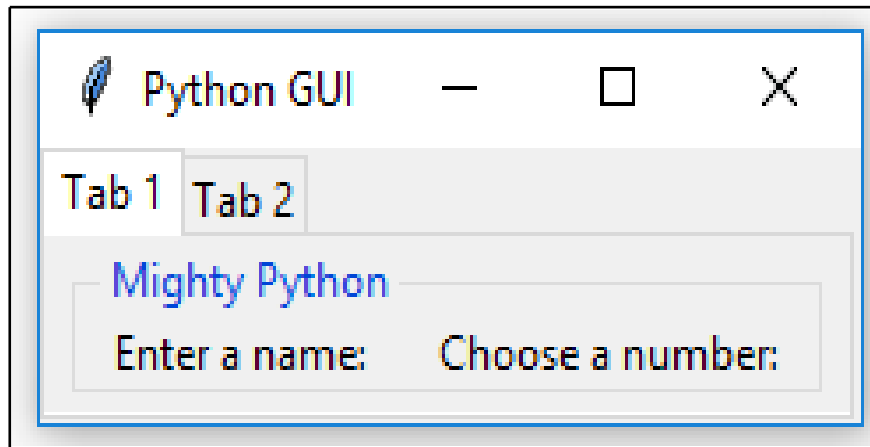 Python GUI
Tab 1 Tab 2
Mighty Python
Enter a name: Choose a number: